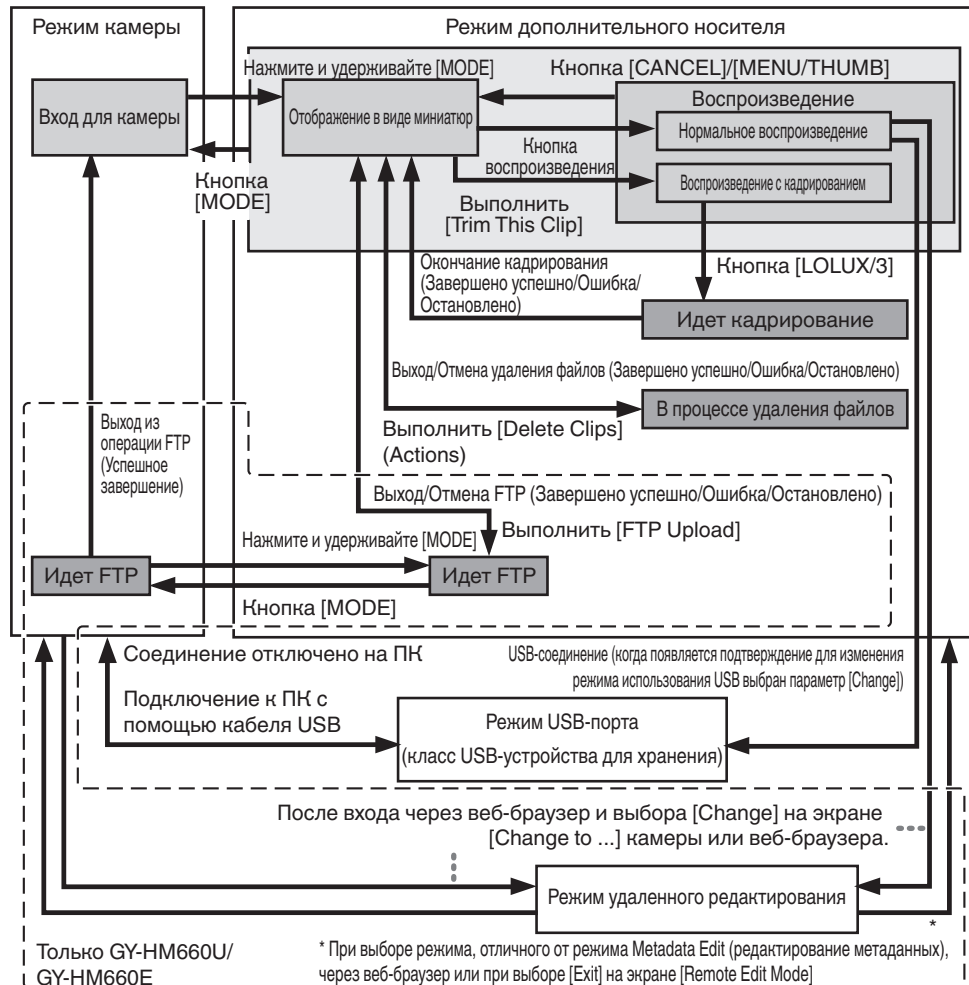 Режим камеры
Режим дополнительного носителя
Нажмите и удерживайте [MODE]
Кнопка [CANCEL]/[MENU/THUMB]
Вход для камеры
Отображение в виде миниатюр
Воспроизведение
Нормальное воспроизведение
Кнопка
воспроизведения
Воспроизведение с кадрированием
Кнопка
[MODE]
Выполнить
[Trim This Clip]
Окончание кадрирования
(Завершено успешно/Ошибка/
Остановлено)
Кнопка [LOLUX/3]
Идет кадрирование
Выход/Отмена удаления файлов (Завершено успешно/Ошибка/Остановлено)
В процессе удаления файлов
Выполнить [Delete Clips]
(Actions)
Выход из
операции FTP
(Успешное
завершение)
Выход/Отмена FTP (Завершено успешно/Ошибка/Остановлено)
Выполнить [FTP Upload]
Нажмите и удерживайте [MODE]
Идет FTP
Идет FTP
Кнопка [MODE]
Соединение отключено на ПК
USB-соединение (когда появляется подтверждение для изменения
режима использования USB выбран параметр [Change])
Подключение к ПК с
помощью кабеля USB
Режим USB-порта
(класс USB-устройства для хранения)
После входа через веб-браузер и выбора [Change] на экране
[Change to ...] камеры или веб-браузера.
Режим удаленного редактирования
*
Только GY-HM660U/
GY-HM660E
* При выборе режима, отличного от режима Metadata Edit (редактирование метаданных),
через веб-браузер или при выборе [Exit] на экране [Remote Edit Mode]